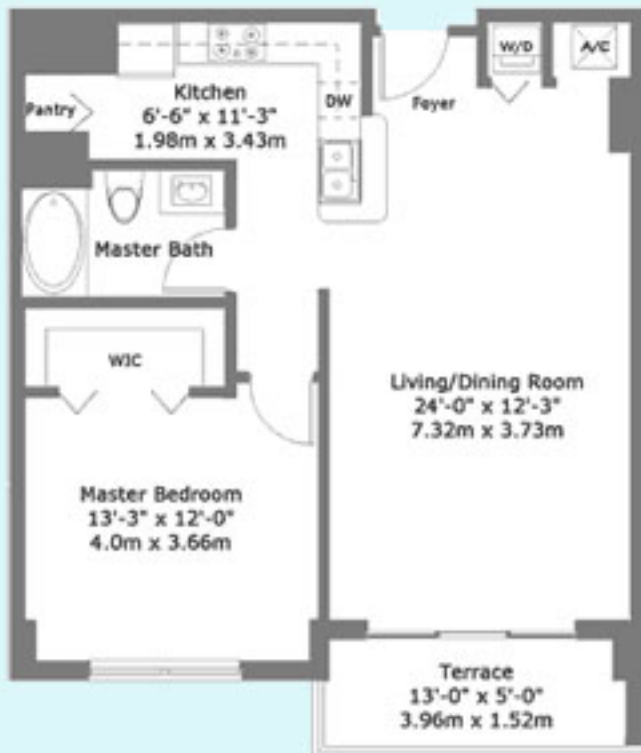 W/D
A/C
Kitchen
6'-6" x 11'-3"
1.98m x 3.43m
Pantry
DW
Foyer
Master Bath
WIC
Living/Dining Room
24'-0" x 12'-3"
7.32m x 3.73m
Master Bedroom
13'-3" x 12'-0"
4.0m x 3.66m
Terrace
13'-0" x 5'-0"
3.96m x 1.52m